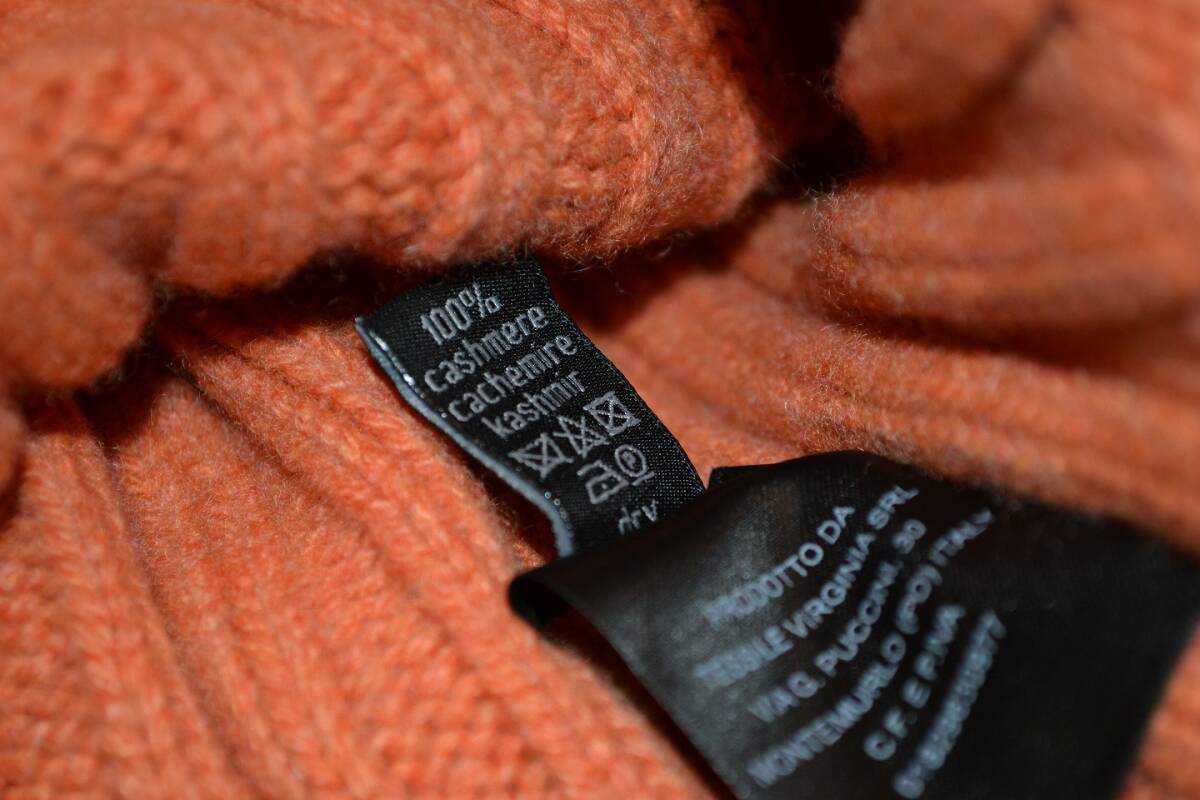 100%
cashmere
cachemire
kashmir
dry
PRODOTTO DA
TESSILE VIRGINIA SRL
VIA G. PUCCINI, 30
MONTEMURLO (PO) ITALY
C.F. E P.IVA